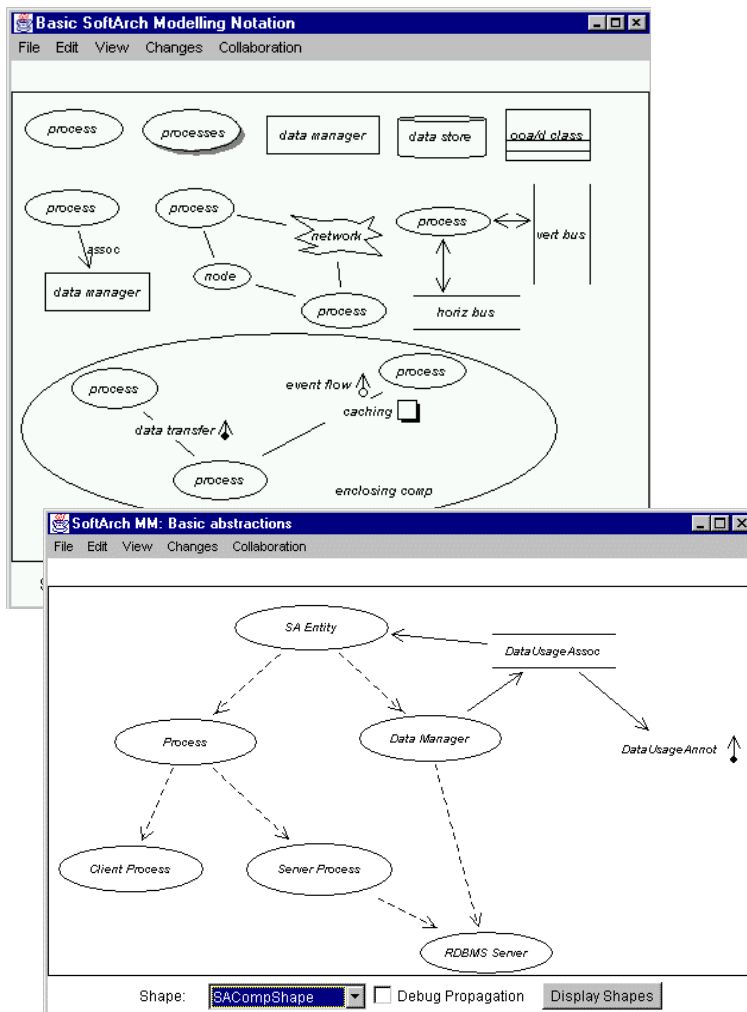 Basic SoftArch Modelling Notation
File Edit View Changes Collaboration
process processes data manager data store ooa/d class
process process process
vert bus
assoc network
node
data manager
process horiz bus
process process
event flow
caching
data transfer
process
enclosing comp
SoftArch MM: Basic abstractions
File Edit View Changes Collaboration
SA Entity
DataUsageAssoc
Process Data Manager
DataUsageAnnot
Client Process Server Process
RDBMS Server
Shape: SACompShape Debug Propagation Display Shapes